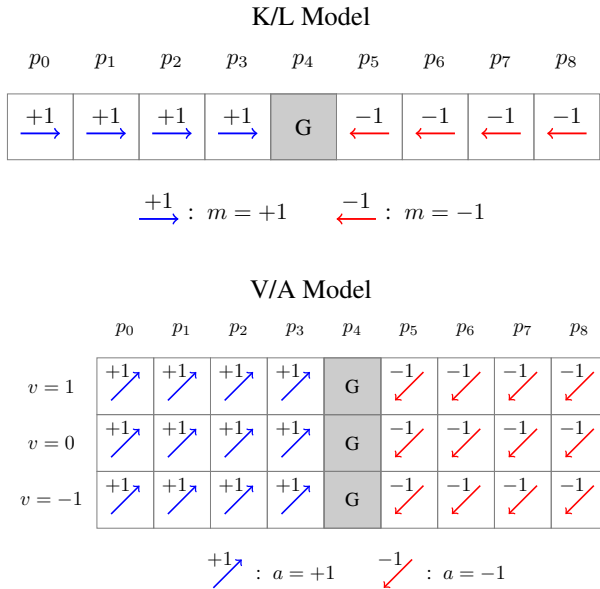 K/L Model
p₀ p₁ p₂ p₃ p₄ p₅ p₆ p₇ p₈
+1 +1 +1 +1 G −1 −1 −1 −1
+1 : m = +1 −1 : m = −1
V/A Model
p₀ p₁ p₂ p₃ p₄ p₅ p₆ p₇ p₈
v = 1 +1 +1 +1 +1 G −1 −1 −1 −1
v = 0 +1 +1 +1 +1 G −1 −1 −1 −1
v = −1 +1 +1 +1 +1 G −1 −1 −1 −1
+1 : a = +1 −1 : a = −1